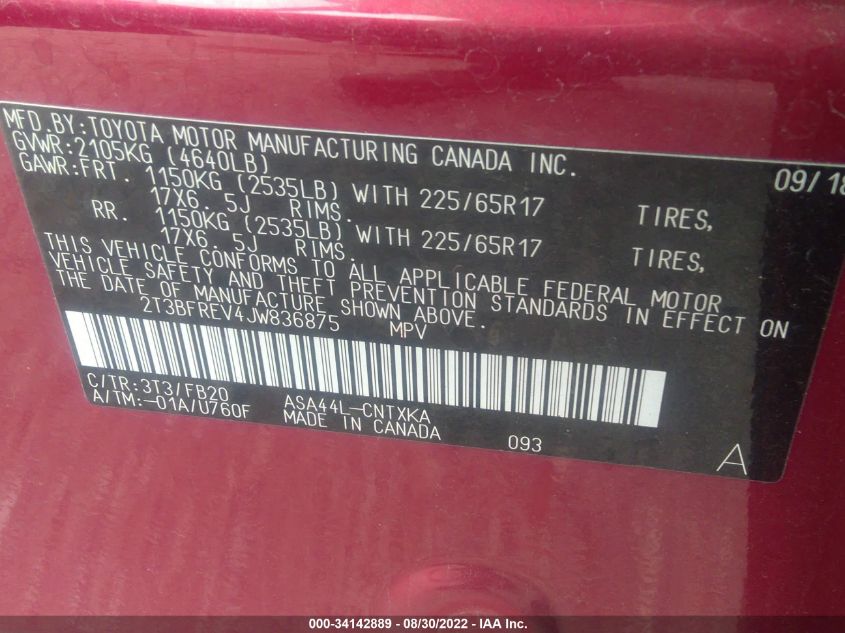 MFD.BY:TOYOTA MOTOR MANUFACTURING CANADA INC.
GVWR:2105KG (4640LB) 09/18
GAWR:FRT. 1150KG (2535LB) WITH 225/65R17 TIRES,
17X6. 5J RIMS.
RR. 1150KG (2535LB) WITH 225/65R17 TIRES,
17X6. 5J RIMS.
THIS VEHICLE CONFORMS TO ALL APPLICABLE FEDERAL MOTOR
VEHICLE SAFETY AND THEFT PREVENTION STANDARDS IN EFFECT ON
THE DATE OF MANUFACTURE SHOWN ABOVE.
2T3BFREV4JW836875 MPV
C/TR:3T3/FB20 ASA44L-CNTXKA
A/TM:-01A/U760F MADE IN CANADA 093
A
000-34142889 - 08/30/2022 - IAA Inc.